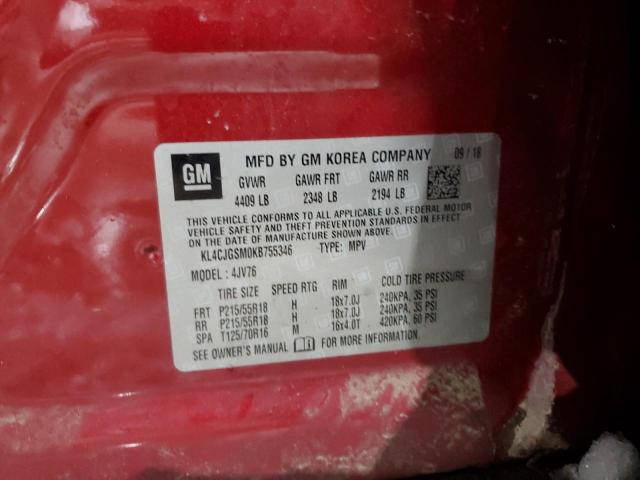 GM
MFD BY GM KOREA COMPANY 09/18
GVWR GAWR FRT GAWR RR
4409 LB 2348 LB 2194 LB
THIS VEHICLE CONFORMS TO ALL APPLICABLE U.S. FEDERAL MOTOR
VEHICLE SAFETY AND THEFT PREVENTION STANDARDS IN EFFECT
ON THE DATE OF MANUFACTURE SHOWN ABOVE.
KL4CJGSM0KB755346 TYPE: MPV
MODEL: 4JV76
TIRE SIZE SPEED RTG RIM COLD TIRE PRESSURE
FRT P215/55R18 H 18x7.0J 240KPA, 35 PSI
RR P215/55R18 H 18x7.0J 240KPA, 35 PSI
SPA T125/70R16 M 16x4.0T 420KPA, 60 PSI
SEE OWNER'S MANUAL FOR MORE INFORMATION.